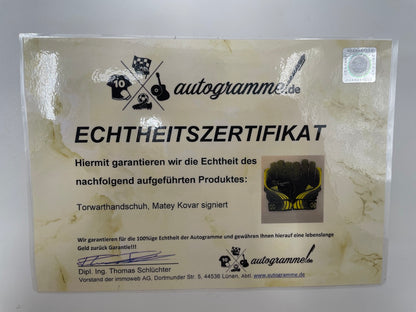 10
autogramme.de
ECHTHEITSZERTIFIKAT
Hiermit garantieren wir die Echtheit des
nachfolgend aufgeführten Produktes:
Torwarthandschuh, Matey Kovar signiert
Wir garantieren für die 100%ige Echtheit der Autogramme und gewähren Ihnen hierauf eine lebenslange
Geld zurück Garantie!!!
Dipl. Ing. Thomas Schlüchter
Vorstand der immoweb AG, Dortmunder Str. 5, 44536 Lünen, Abt. www.autogramme.de
autogramme.de